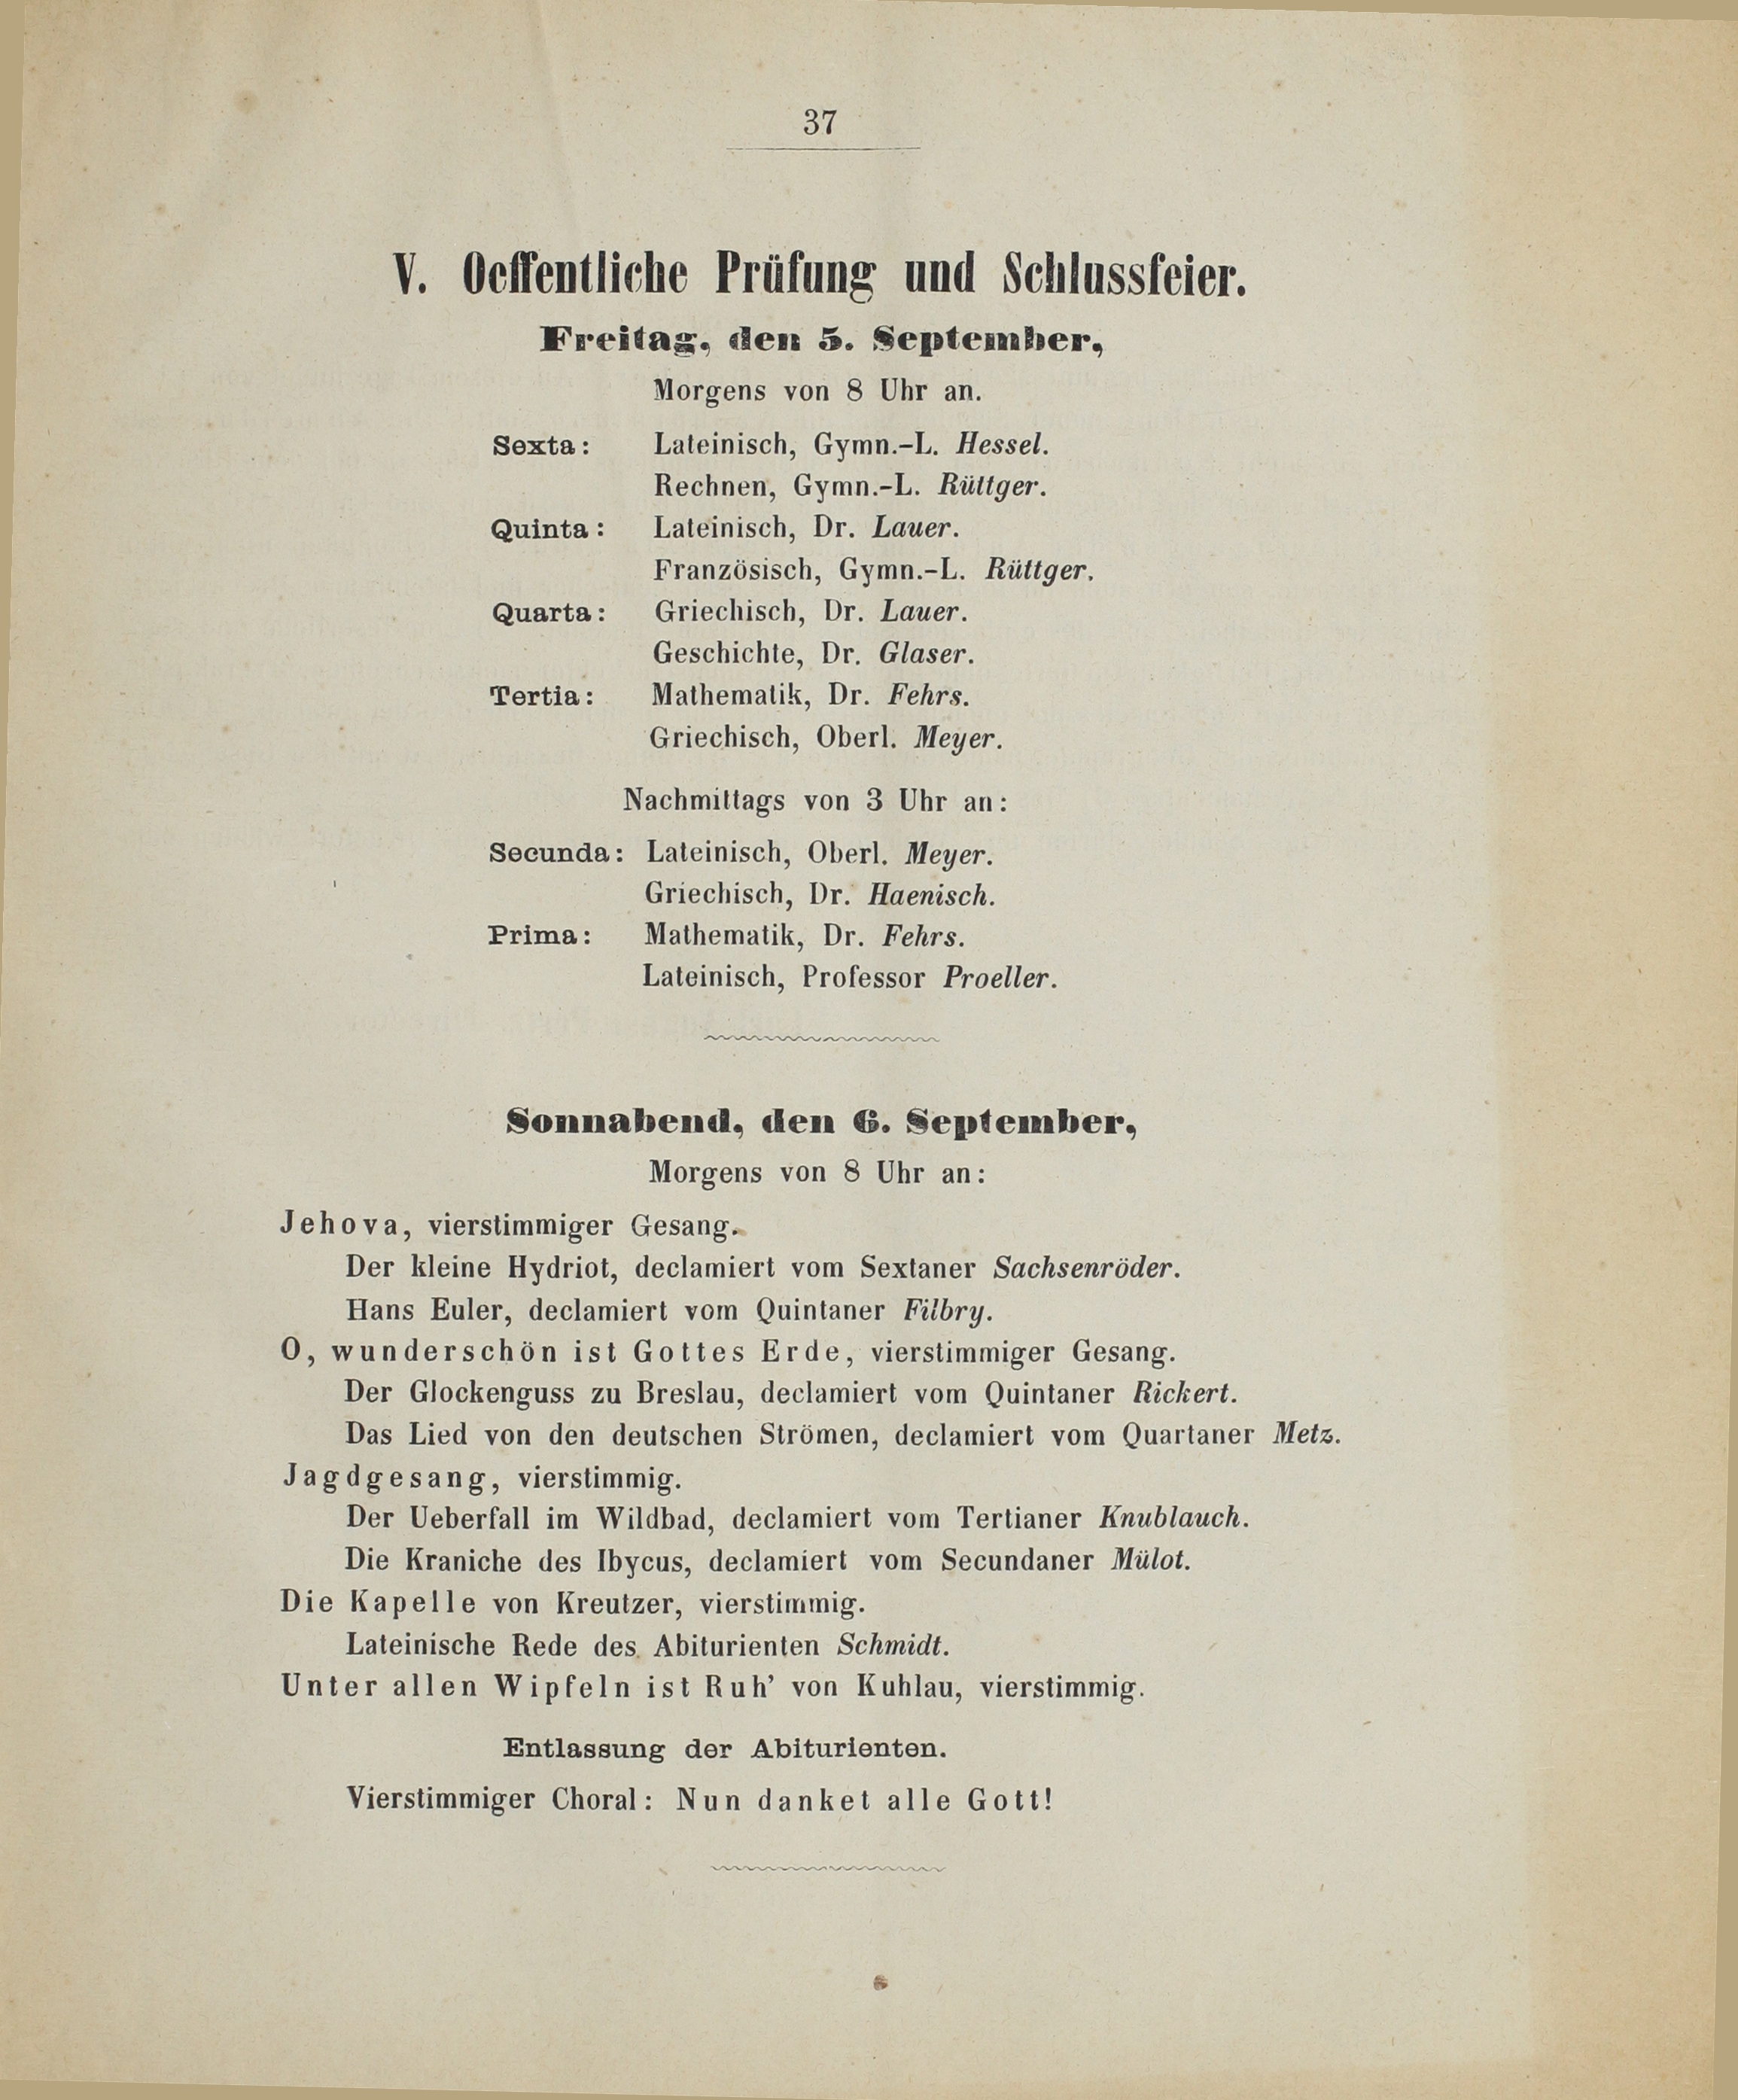 37
V. Oeffentliche Prüfung und Schlussfeier.
Freitag, den 5. September,
Morgens von 8 Uhr an.
Sexta: Lateinisch, Gymn.-L. Hessel.
Rechnen, Gymn.-L. Rüttger.
Quinta: Lateinisch, Dr. Lauer.
Französisch, Gymn.-L. Rüttger.
Quarta: Griechisch, Dr. Lauer.
Geschichte, Dr. Glaser.
Tertia: Mathematik, Dr. Fehrs.
Griechisch, Oberl. Meyer.
Nachmittags von 3 Uhr an:
Secunda: Lateinisch, Oberl. Meyer.
Griechisch, Dr. Haenisch.
Prima: Mathematik, Dr. Fehrs.
Lateinisch, Professor Proeller.
Sonnabend, den 6. September,
Morgens von 8 Uhr an:
Jehova, vierstimmiger Gesang.
Der kleine Hydriot, declamiert vom Sextaner Sachsenröder.
Hans Euler, declamiert vom Quintaner Filbry.
O, wunderschön ist Gottes Erde, vierstimmiger Gesang.
Der Glockenguss zu Breslau, declamiert vom Quintaner Rickert.
Das Lied von den deutschen Strömen, declamiert vom Quartaner Metz.
Jagdgesang, vierstimmig.
Der Ueberfall im Wildbad, declamiert vom Tertianer Knublauch.
Die Kraniche des Ibycus, declamiert vom Secundaner Mülot.
Die Kapelle von Kreutzer, vierstimmig.
Lateinische Rede des Abiturienten Schmidt.
Unter allen Wipfeln ist Ruh' von Kuhlau, vierstimmig.
Entlassung der Abiturienten.
Vierstimmiger Choral: Nun danket alle Gott!